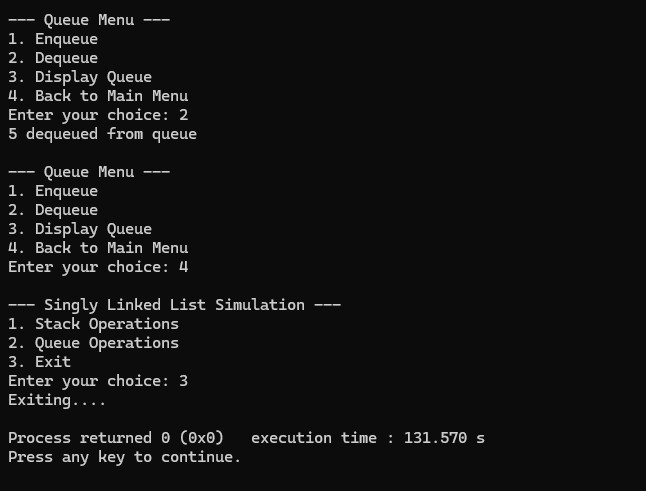 --- Queue Menu ---
1. Enqueue
2. Dequeue
3. Display Queue
4. Back to Main Menu
Enter your choice: 2
5 dequeued from queue

--- Queue Menu ---
1. Enqueue
2. Dequeue
3. Display Queue
4. Back to Main Menu
Enter your choice: 4

--- Singly Linked List Simulation ---
1. Stack Operations
2. Queue Operations
3. Exit
Enter your choice: 3
Exiting....

Process returned 0 (0x0)   execution time : 131.570 s
Press any key to continue.